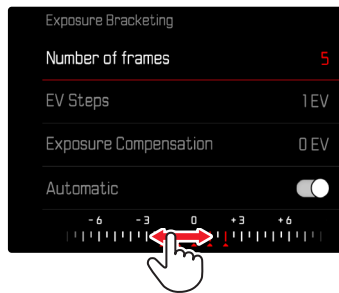 Exposure Bracketing
Number of frames 5
EV Steps 1 EV
Exposure Compensation 0 EV
Automatic
-6 -3 0 +3 +6